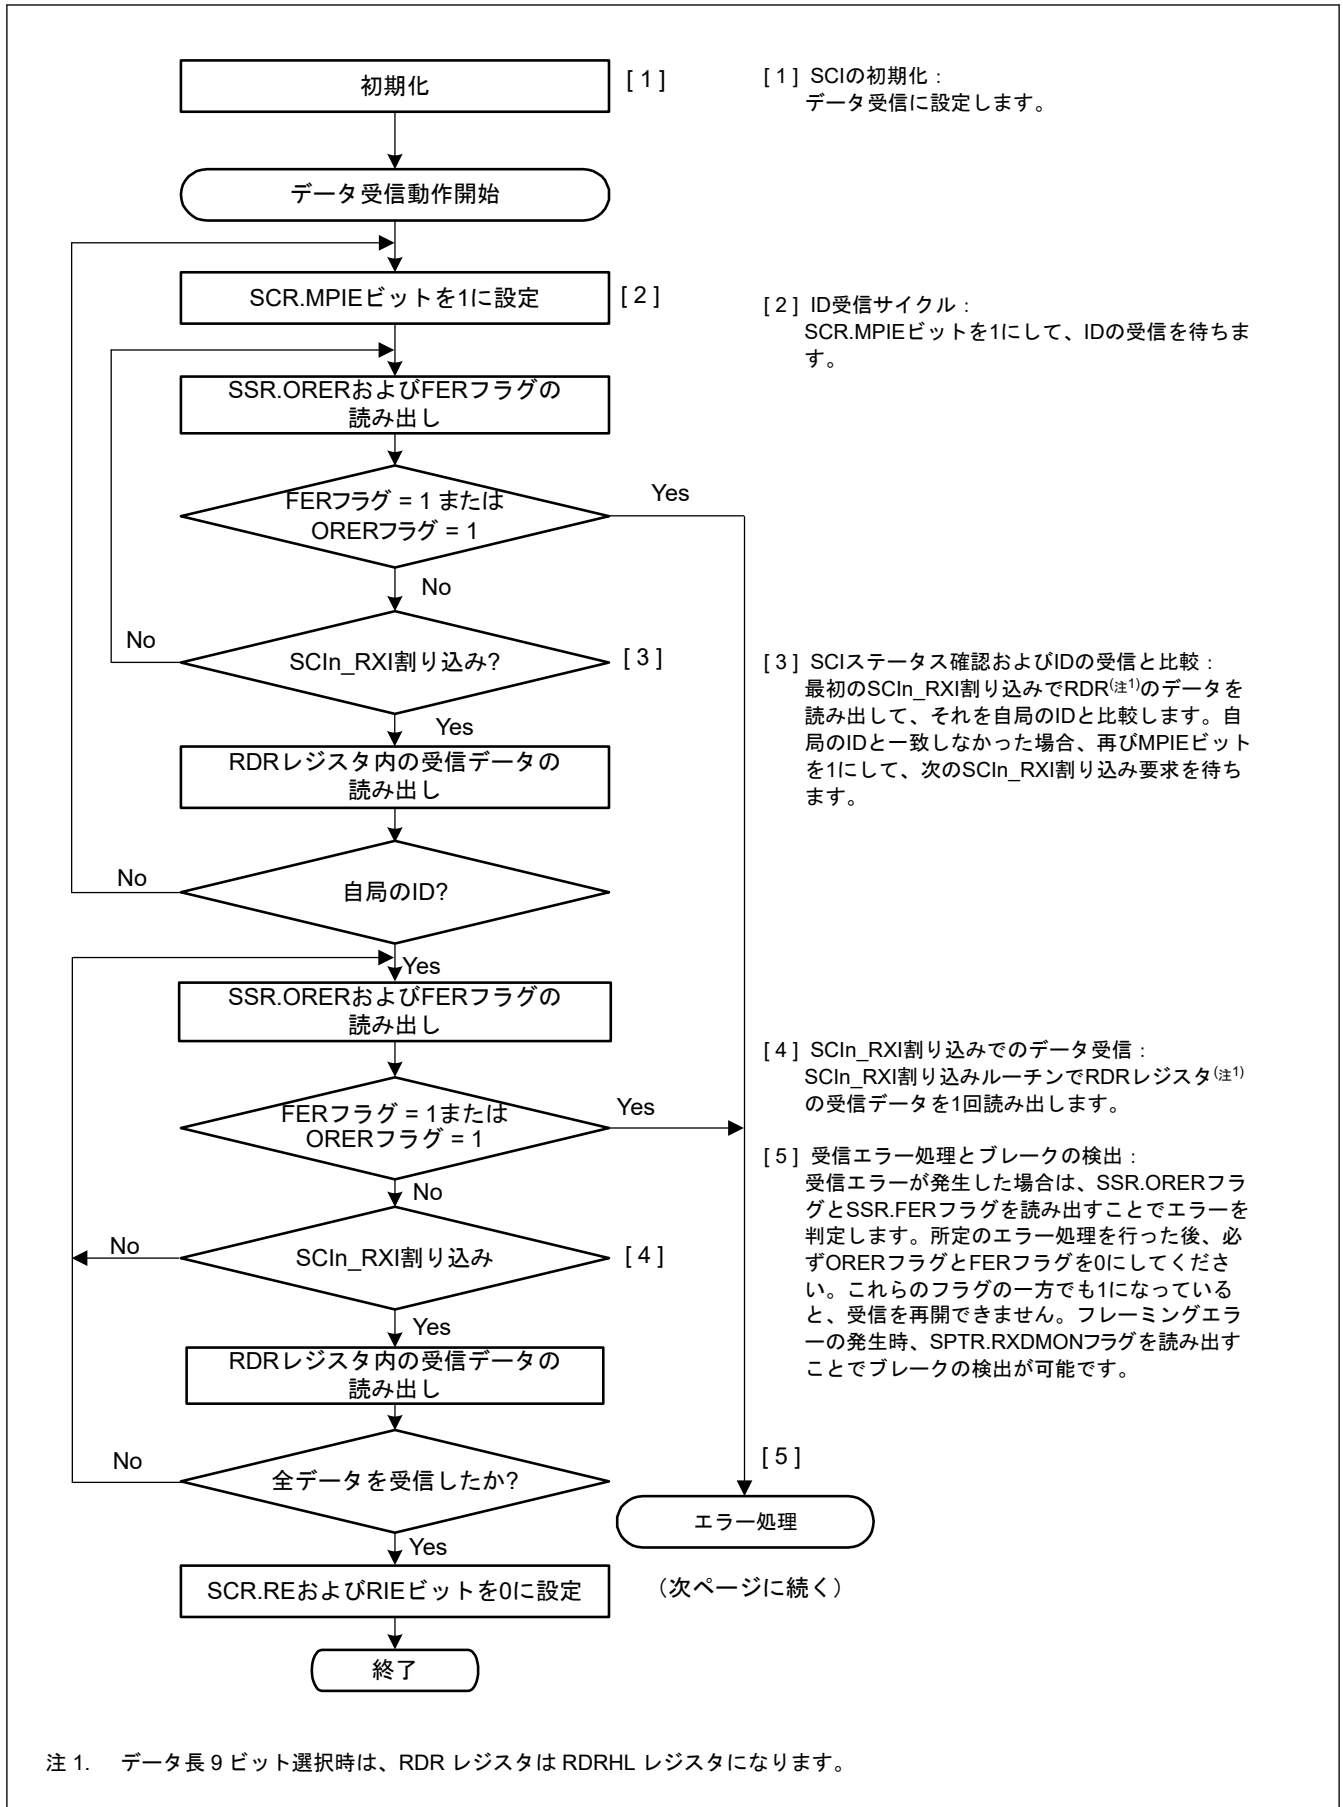 初期化
[ 1 ]
[ 1 ] SCIの初期化：
データ受信に設定します。
データ受信動作開始
SCR.MPIEビットを1に設定
[ 2 ]
[ 2 ] ID受信サイクル：
SCR.MPIEビットを1にして、IDの受信を待ちま
す。
SSR.ORERおよびFERフラグの
読み出し
FERフラグ = 1 または
ORERフラグ = 1
Yes
No
SCIn_RXI割り込み?
No
[ 3 ]
Yes
[ 3 ] SCIステータス確認およびIDの受信と比較：
最初のSCIn_RXI割り込みでRDR(注1)のデータを
読み出して、それを自局のIDと比較します。自
局のIDと一致しなかった場合、再びMPIEビット
を1にして、次のSCIn_RXI割り込み要求を待ち
ます。
RDRレジスタ内の受信データの
読み出し
No
自局のID?
Yes
SSR.ORERおよびFERフラグの
読み出し
[ 4 ] SCIn_RXI割り込みでのデータ受信：
SCIn_RXI割り込みルーチンでRDRレジスタ(注1)
の受信データを1回読み出します。
FERフラグ = 1または
ORERフラグ = 1
Yes
No
[ 5 ] 受信エラー処理とブレークの検出：
受信エラーが発生した場合は、SSR.ORERフラ
グとSSR.FERフラグを読み出すことでエラーを
判定します。所定のエラー処理を行った後、必
ずORERフラグとFERフラグを0にしてくださ
い。これらのフラグの一方でも1になっている
と、受信を再開できません。フレーミングエラ
ーの発生時、SPTR.RXDMONフラグを読み出す
ことでブレークの検出が可能です。
No
SCIn_RXI割り込み
[ 4 ]
Yes
RDRレジスタ内の受信データの
読み出し
No
全データを受信したか?
[ 5 ]
エラー処理
Yes
SCR.REおよびRIEビットを0に設定
（次ページに続く）
終了
注 1. データ長 9 ビット選択時は、RDR レジスタは RDRHL レジスタになります。